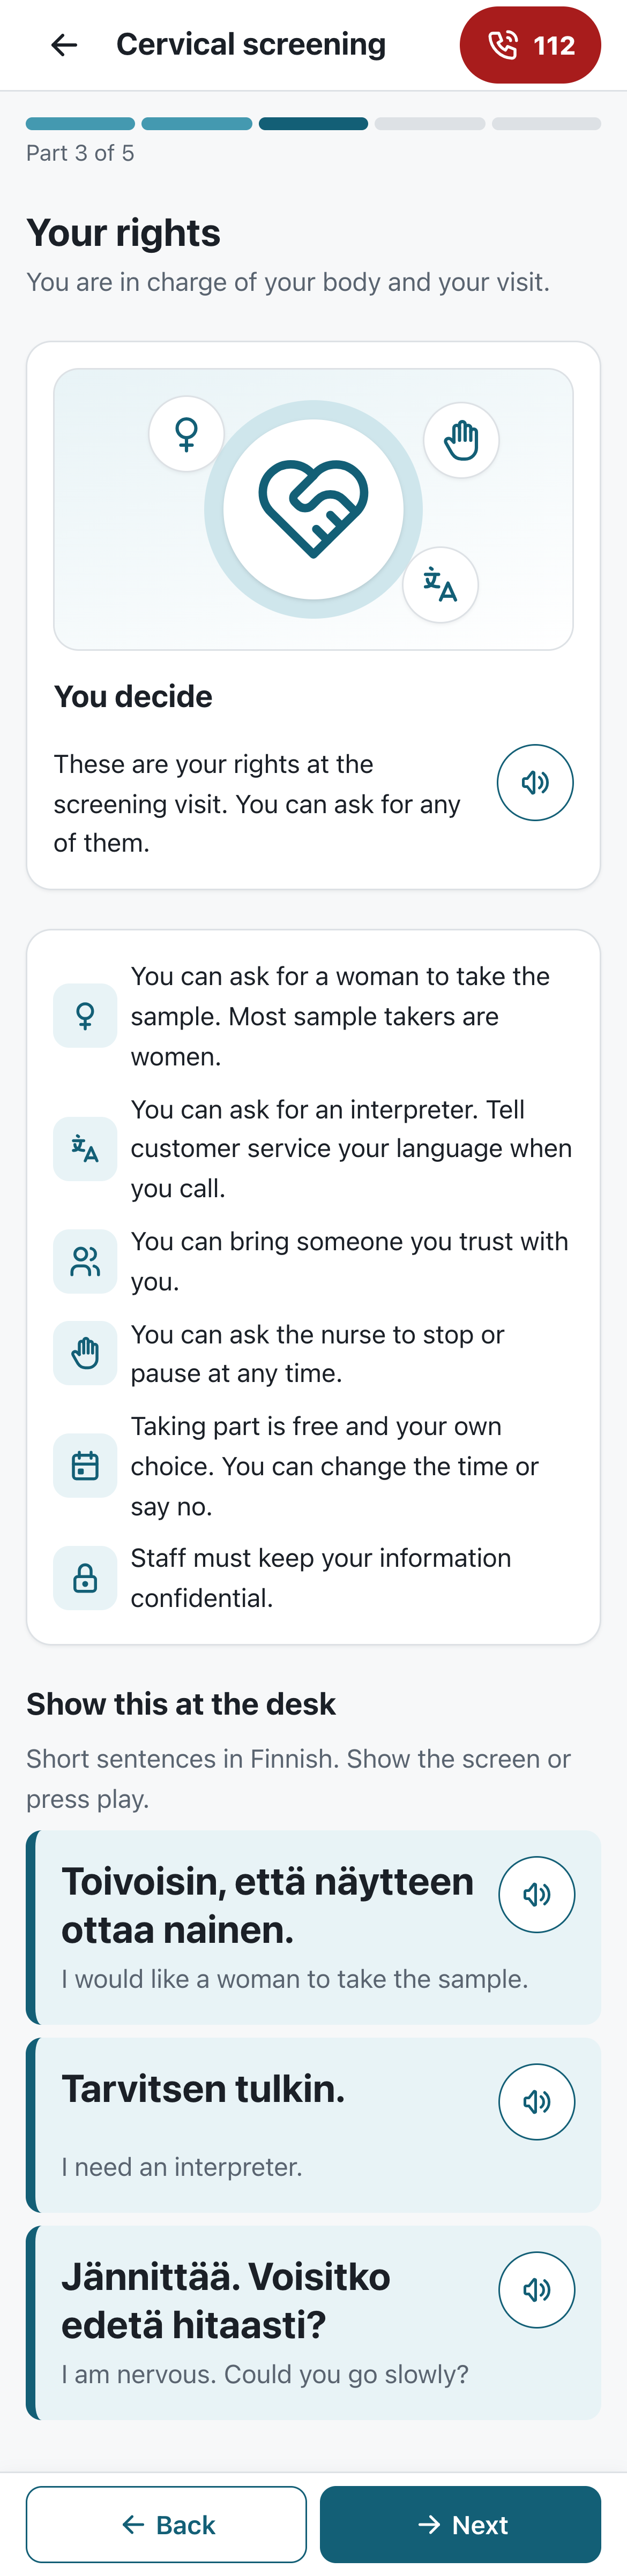 Cervical screening
112
Part 3 of 5
Your rights
You are in charge of your body and your visit.
You decide
These are your rights at the
screening visit. You can ask for any
of them.
You can ask for a woman to take the
sample. Most sample takers are
women.
You can ask for an interpreter. Tell
customer service your language when
you call.
You can bring someone you trust with
you.
You can ask the nurse to stop or
pause at any time.
Taking part is free and your own
choice. You can change the time or
say no.
Staff must keep your information
confidential.
Show this at the desk
Short sentences in Finnish. Show the screen or
press play.
Toivoisin, että näytteen
ottaa nainen.
I would like a woman to take the sample.
Tarvitsen tulkin.
I need an interpreter.
Jännittää. Voisitko
edetä hitaasti?
I am nervous. Could you go slowly?
Back
Next